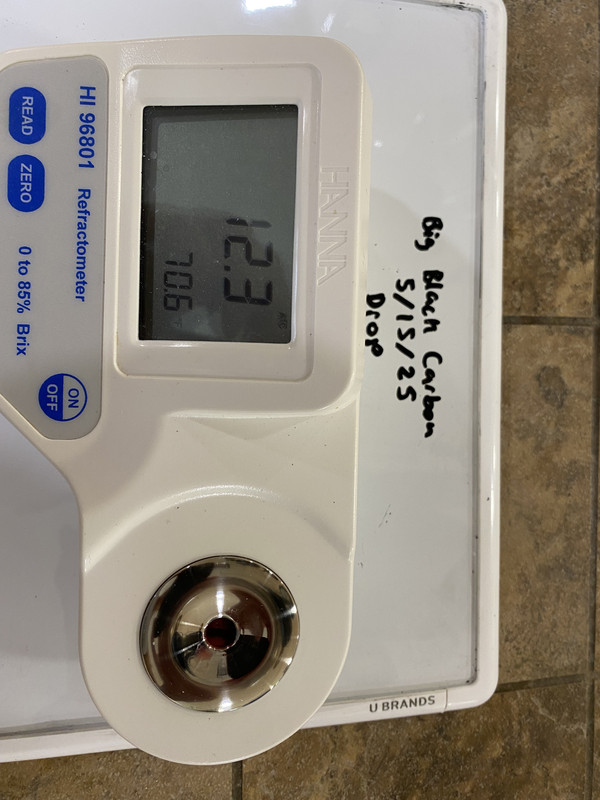 Big Black Carbon
5/15/25
Drop
HANNA
12.3
70.6
HI 96801 Refractometer
0 to 85% Brix
READ
ZERO
ON
OFF
U BRANDS